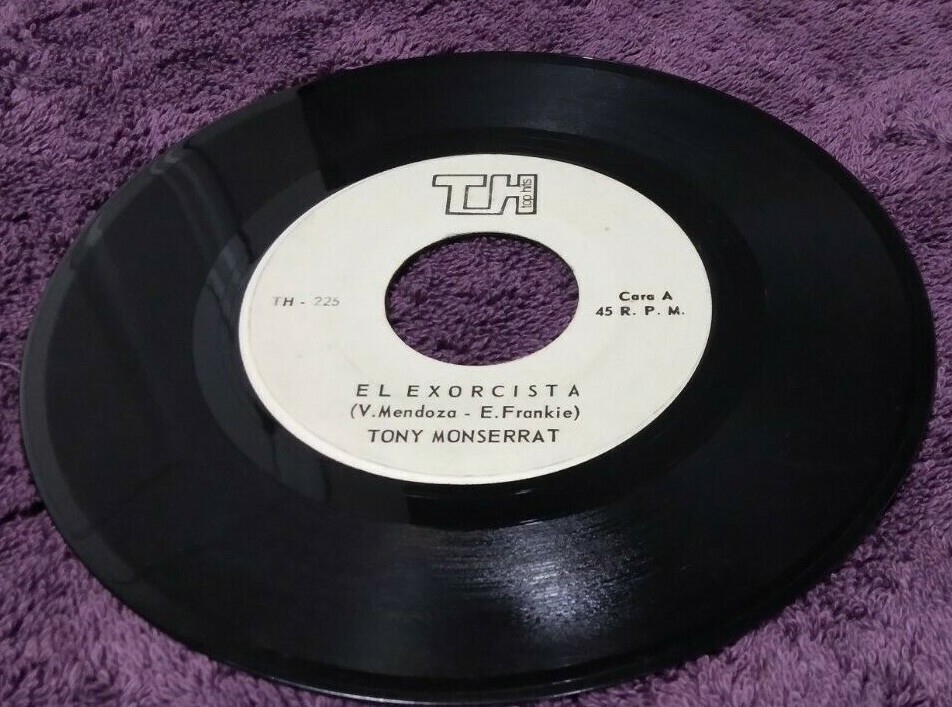 TH
top hits
TH - 225
Cara A
45 R. P. M.
EL EXORCISTA
(V. Mendoza - E. Frankie)
TONY MONSERRAT